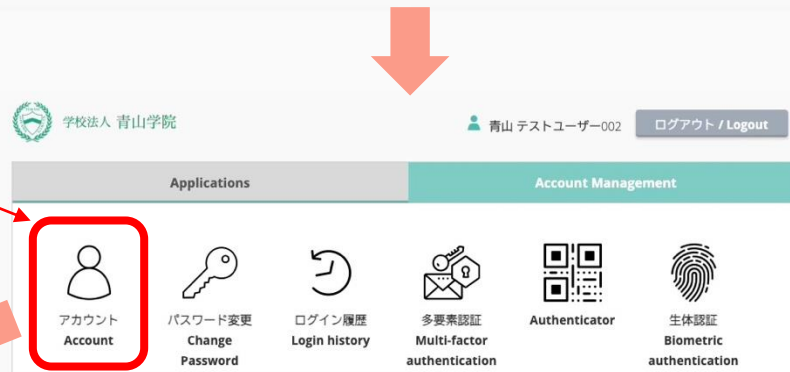 学校法人 青山学院
青山 テストユーザー002
ログアウト / Logout
Applications
Account Management
アカウント
Account
パスワード変更
Change
Password
ログイン履歴
Login history
多要素認証
Multi-factor
authentication
Authenticator
生体認証
Biometric
authentication